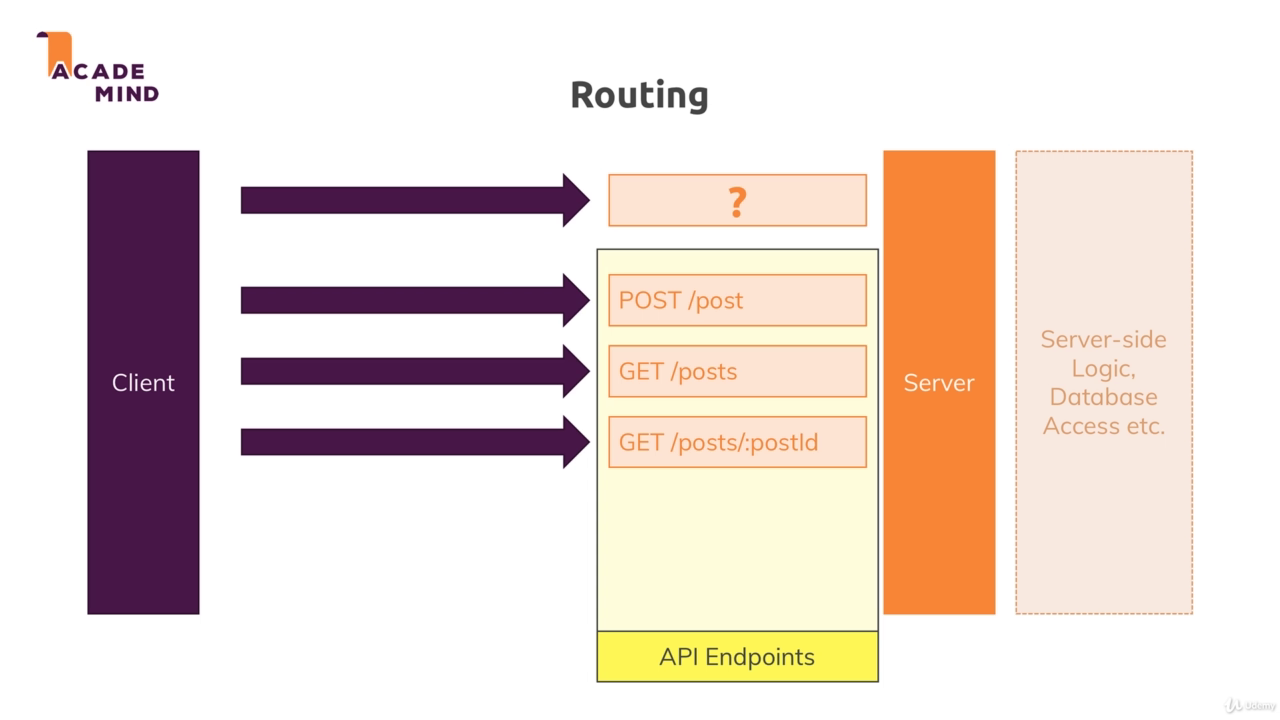 ACADE
MIND
Routing
?
POST /post
GET /posts
GET /posts/:postId
Client
Server
Server-side
Logic,
Database
Access etc.
API Endpoints
Udemy